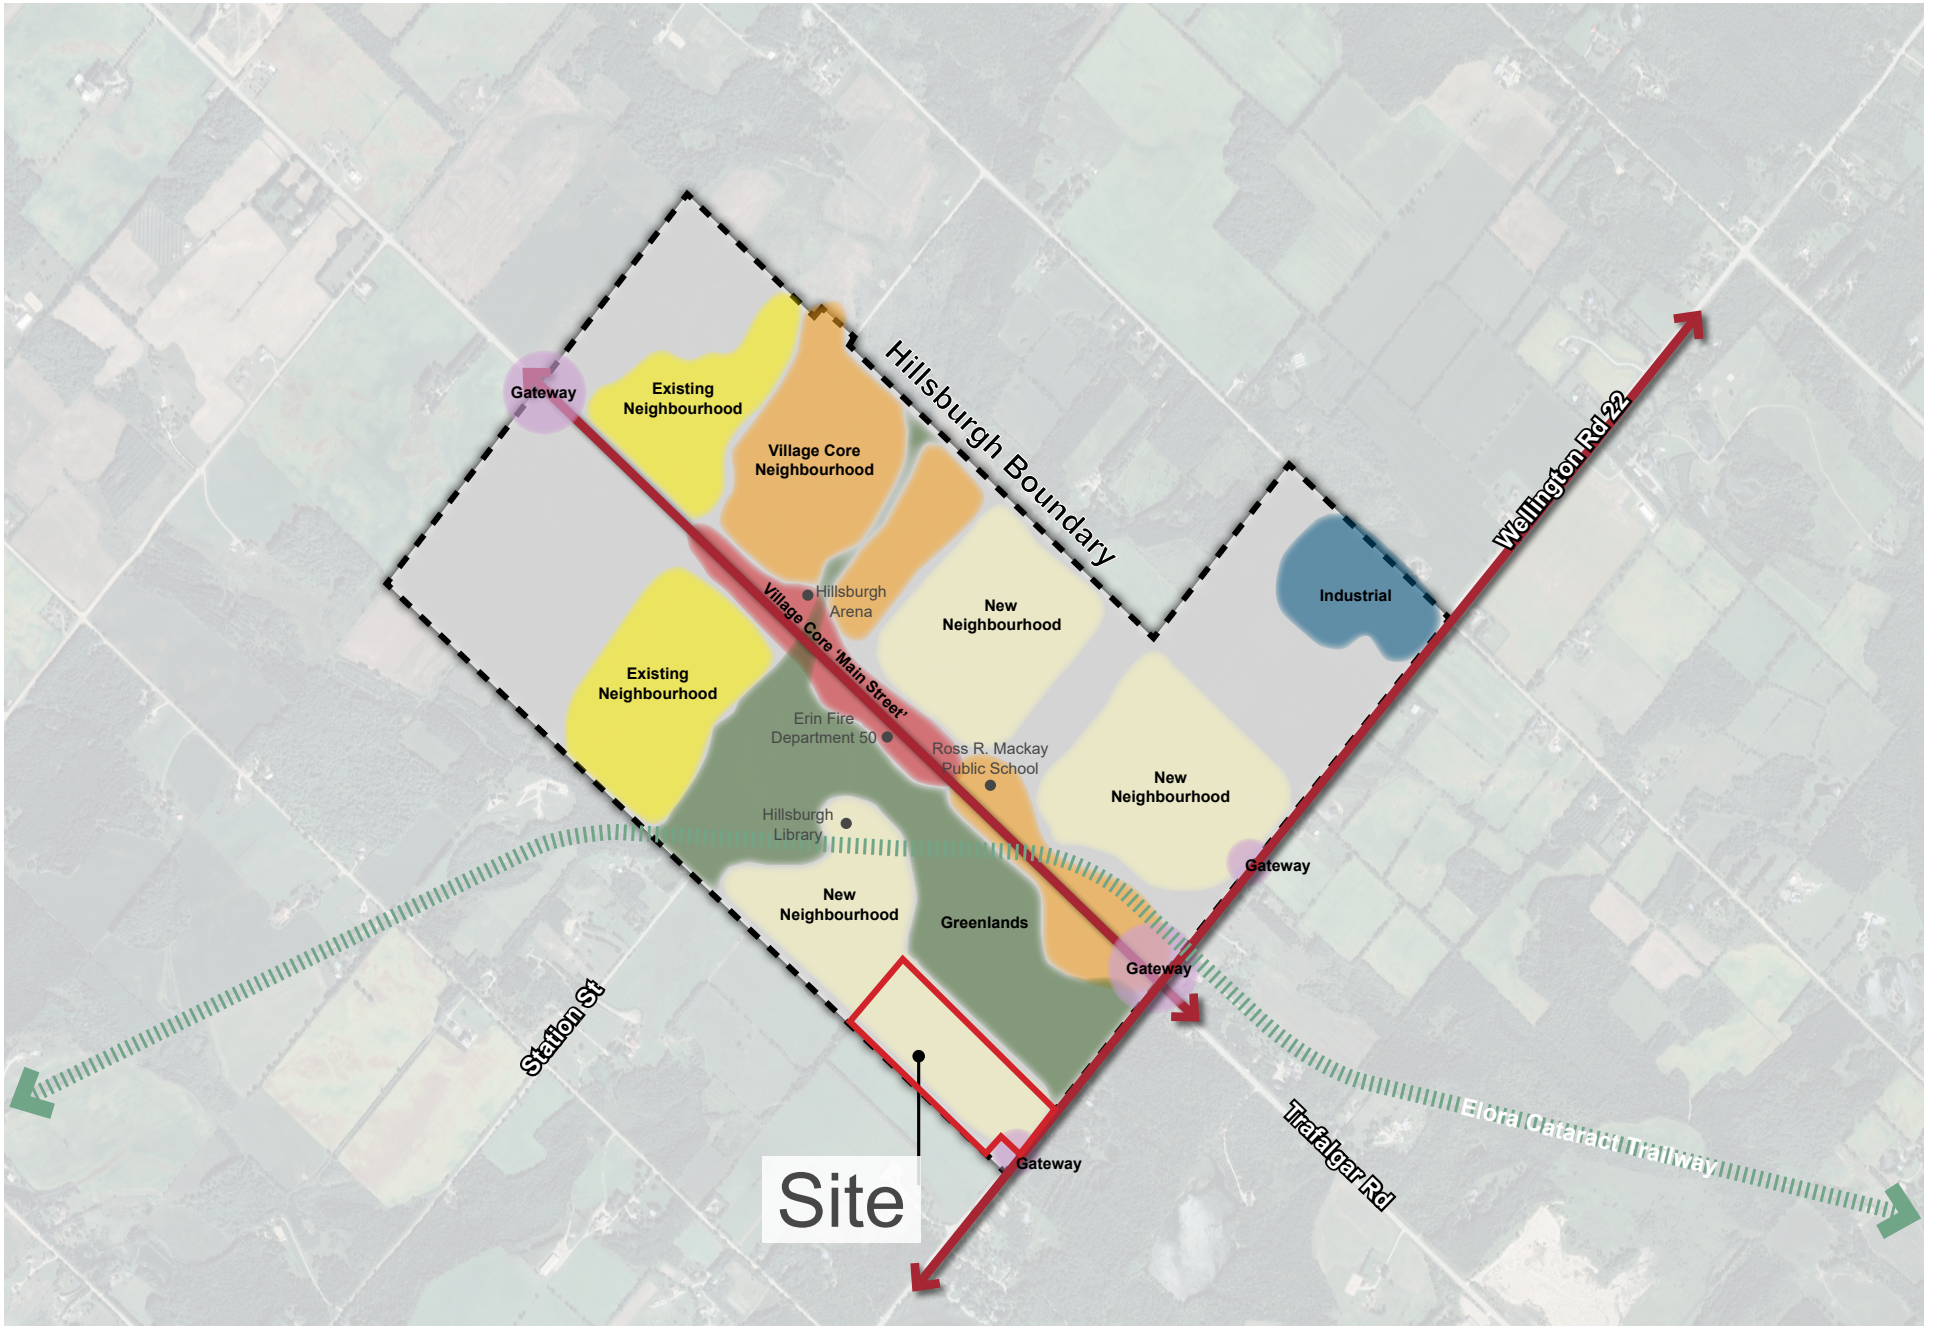 Hillsburgh Boundary
Wellington Rd 22
Gateway
Existing
Neighbourhood
Village Core
Neighbourhood
Hillsburgh
Arena
New
Neighbourhood
Industrial
Village Core ‘Main Street’
Existing
Neighbourhood
Erin Fire
Department 50
Ross R. Mackay
Public School
New
Neighbourhood
Hillsburgh
Library
Gateway
New
Neighbourhood
Greenlands
Gateway
Station St
Elora Cataract Trailway
Trafalgar Rd
Gateway
Site